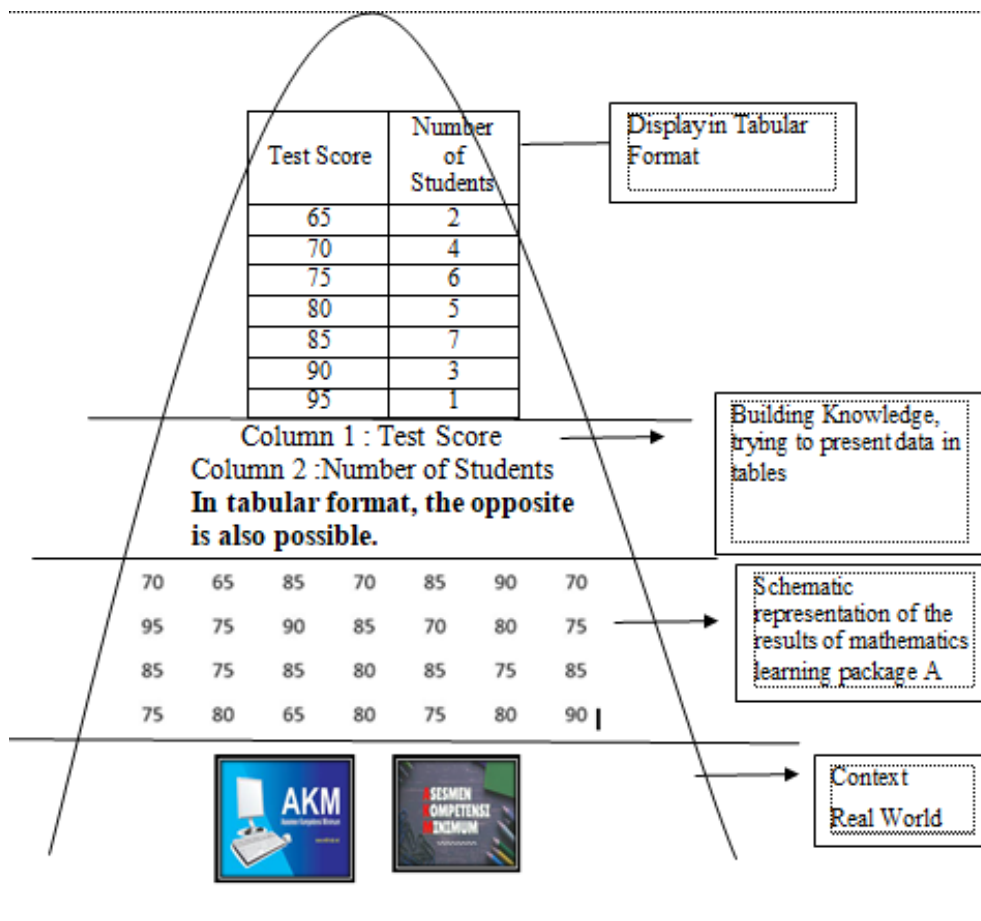 Test Score Number of Students
65 2
70 4
75 6
80 5
85 7
90 3
95 1
Display in Tabular
Format
Column 1 : Test Score
Column 2 :Number of Students
In tabular format, the opposite
is also possible.
Building Knowledge,
trying to present data in
tables
70 65 85 70 85 90 70
95 75 90 85 70 80 75
85 75 85 80 85 75 85
75 80 65 80 75 80 90
Schematic
representation of the
results of mathematics
learning package A
AKM
Asesmen Kompetensi Minimum
ASESMEN
KOMPETENSI
MINIMUM
Context
Real World